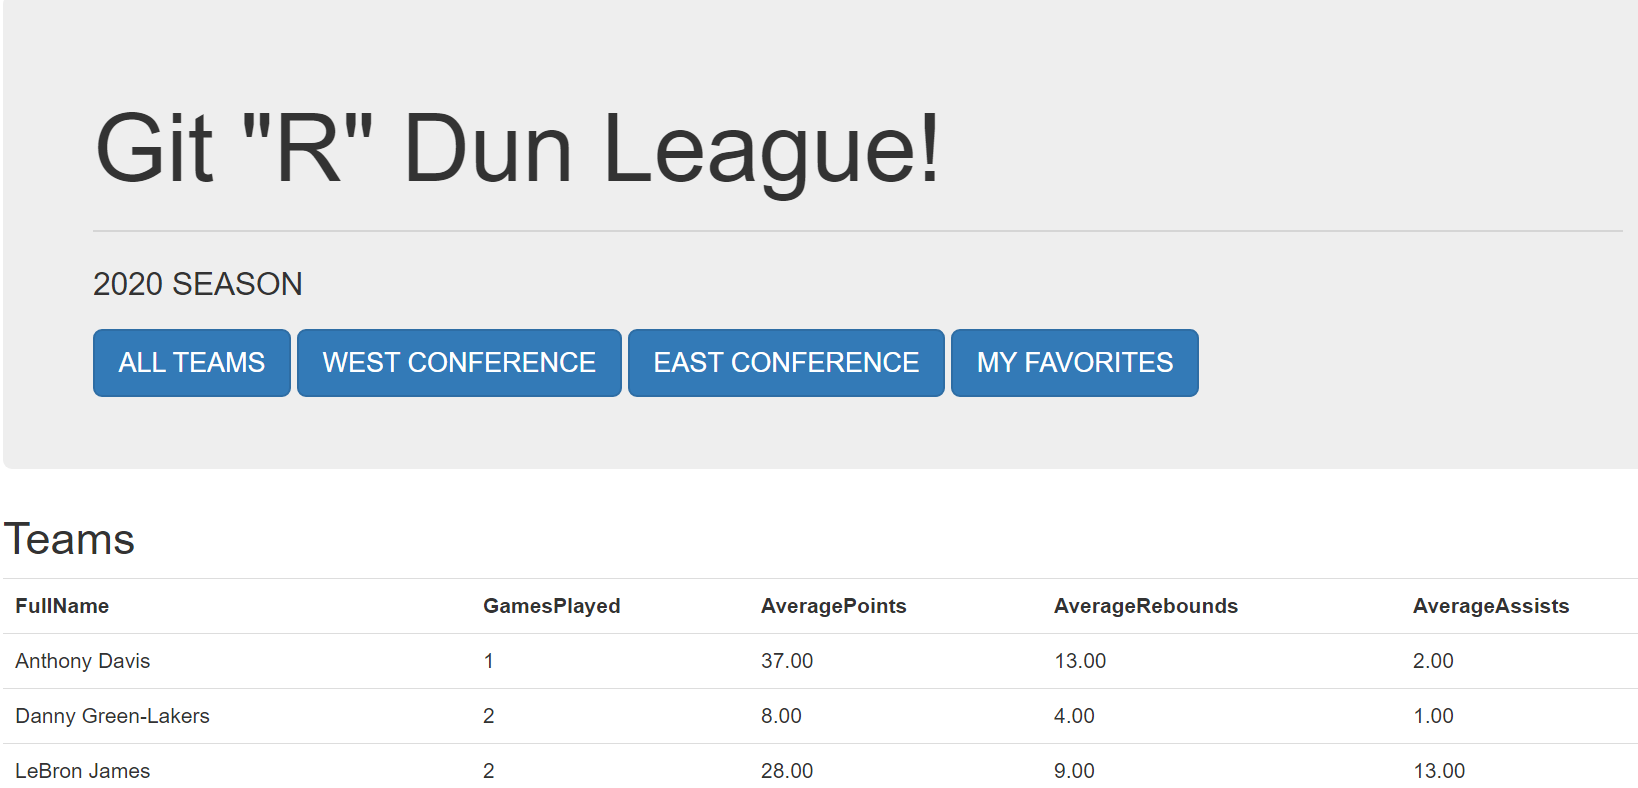 Git "R" Dun League!
2020 SEASON
ALL TEAMS WEST CONFERENCE EAST CONFERENCE MY FAVORITES
Teams
FullName GamesPlayed AveragePoints AverageRebounds AverageAssists
Anthony Davis 1 37.00 13.00 2.00
Danny Green-Lakers 2 8.00 4.00 1.00
LeBron James 2 28.00 9.00 13.00